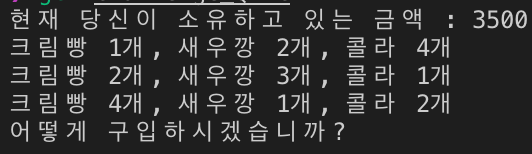 현재 당신이 소유하고 있는 금액 : 3500
크림빵 1개, 새우깡 2개, 콜라 4개
크림빵 2개, 새우깡 3개, 콜라 1개
크림빵 4개, 새우깡 1개, 콜라 2개
어떻게 구입하시겠습니까?